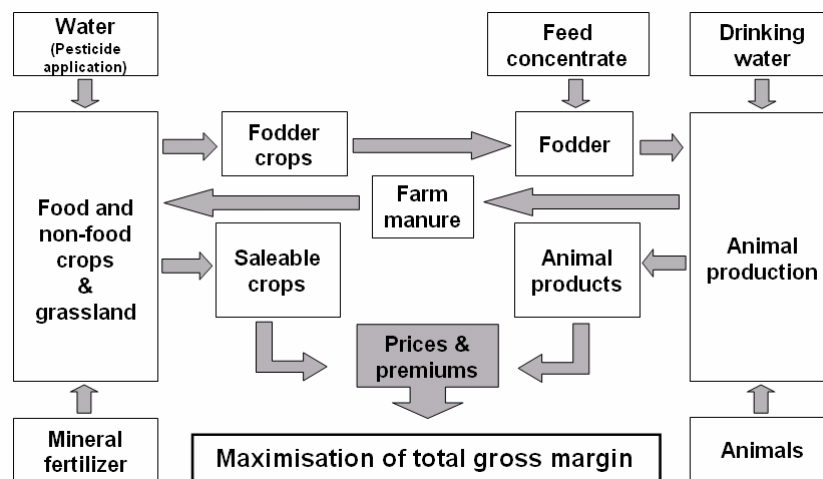 Water
(Pesticide
application)
Feed
concentrate
Drinking
water
Fodder
crops
Fodder
Farm
manure
Food and
non-food
crops
&
grassland
Saleable
crops
Animal
products
Animal
production
Prices &
premiums
Mineral
fertilizer
Maximisation of total gross margin
Animals